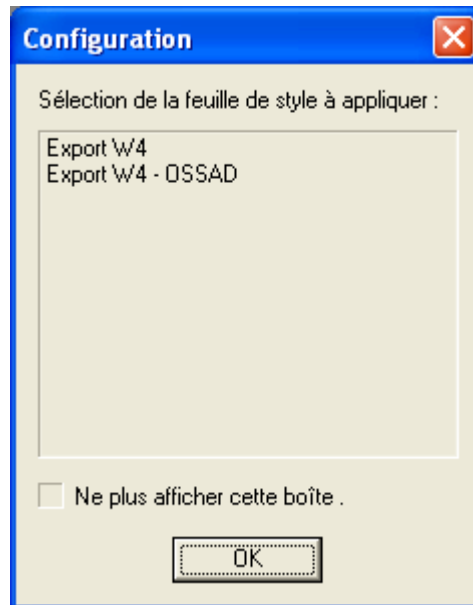 Configuration
Sélection de la feuille de style à appliquer :
Export W4
Export W4 - OSSAD
Ne plus afficher cette boîte .
OK